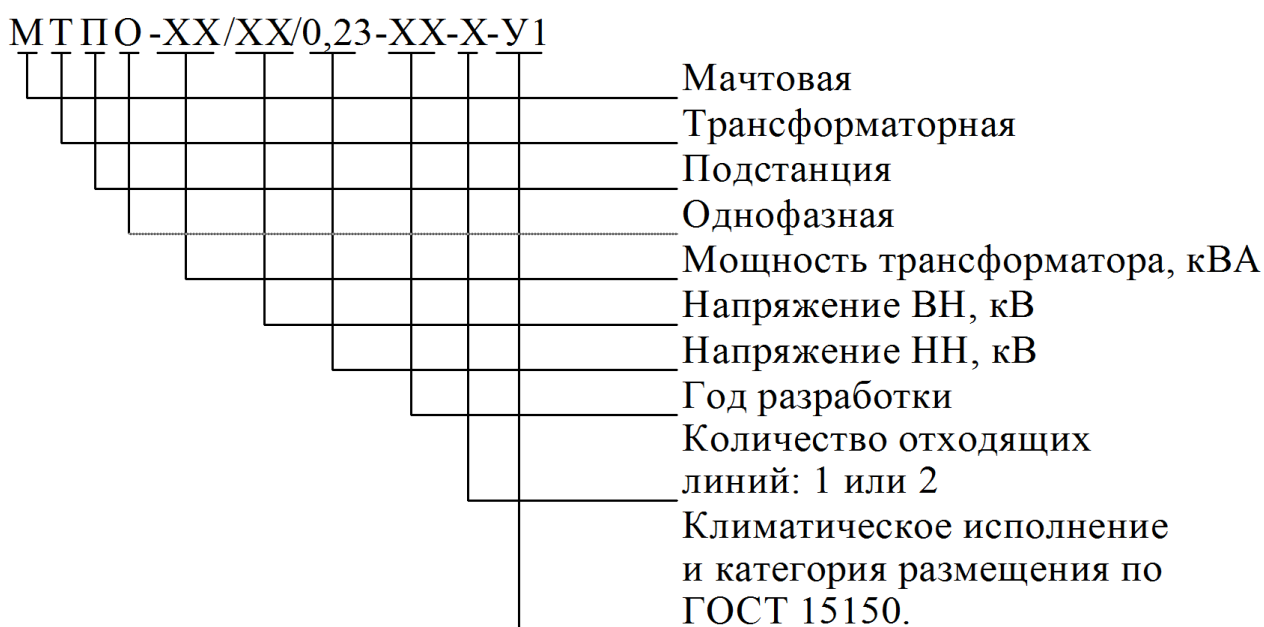 МТПО-ХХ/ХХ/0,23-ХХ-Х-У1
Мачтовая
Трансформаторная
Подстанция
Однофазная
Мощность трансформатора, кВА
Напряжение ВН, кВ
Напряжение НН, кВ
Год разработки
Количество отходящих
линий: 1 или 2
Климатическое исполнение
и категория размещения по
ГОСТ 15150.